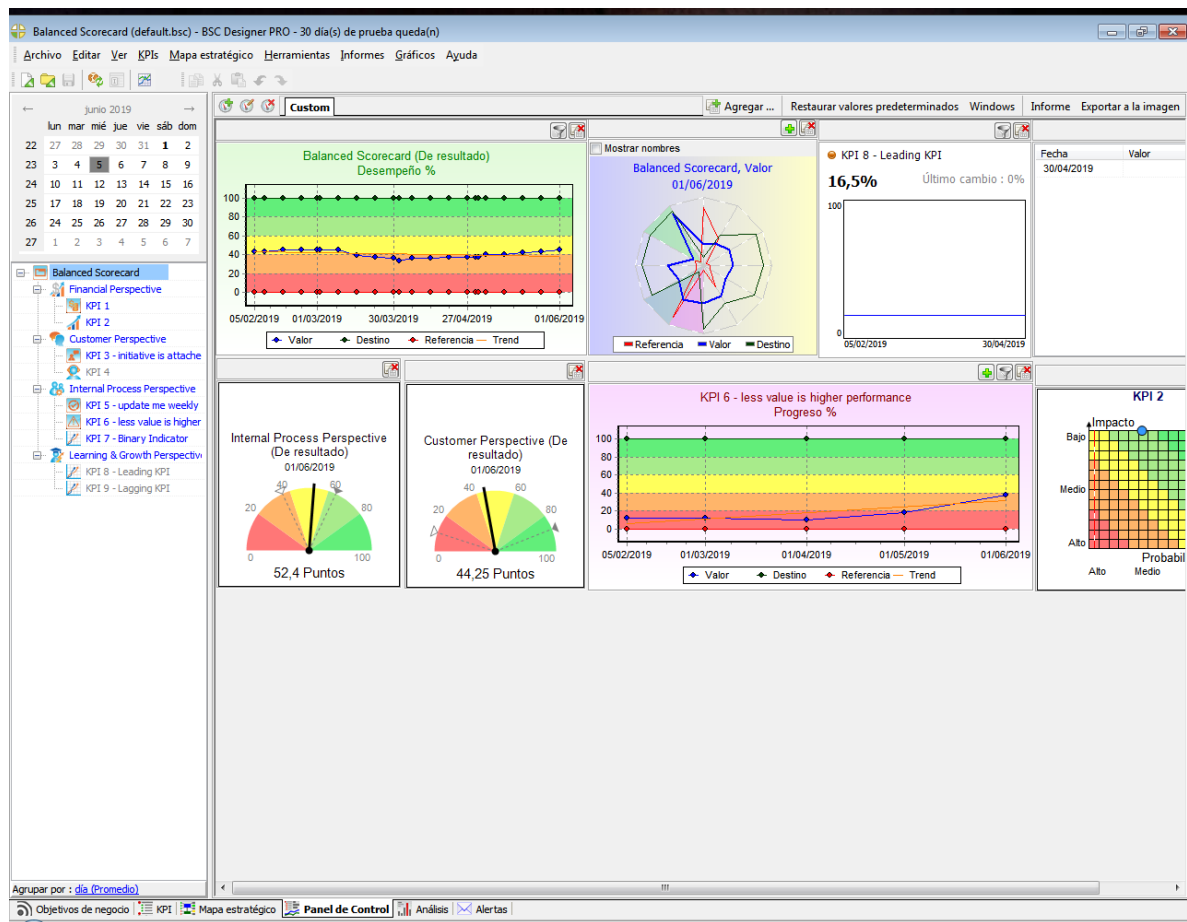 Balanced Scorecard (default.bsc) - BSC Designer PRO - 30 día(s) de prueba queda(n)
Archivo Editar Ver KPIs Mapa estratégico Herramientas Informes Gráficos Ayuda
junio 2019
lun mar mié jue vie sáb dom
22 27 28 29 30 31 1 2
23 3 4 5 6 7 8 9
24 10 11 12 13 14 15 16
25 17 18 19 20 21 22 23
26 24 25 26 27 28 29 30
27 1 2 3 4 5 6 7
Balanced Scorecard
Financial Perspective
KPI 1
KPI 2
Customer Perspective
KPI 3 - initiative is attache
KPI 4
Internal Process Perspective
KPI 5 - update me weekly
KPI 6 - less value is higher
KPI 7 - Binary Indicator
Learning & Growth Perspectiv
KPI 8 - Leading KPI
KPI 9 - Lagging KPI
Agrupar por : día (Promedio)
Custom
Agregar ... Restaurar valores predeterminados Windows Informe Exportar a la imagen
Balanced Scorecard (De resultado)
Desempeño %
100
80
60
40
20
0
05/02/2019 01/03/2019 30/03/2019 27/04/2019 01/06/2019
Valor Destino Referencia Trend
Mostrar nombres
Balanced Scorecard, Valor
01/06/2019
Referencia Valor Destino
KPI 8 - Leading KPI
16,5% Último cambio : 0%
100
0
05/02/2019 30/04/2019
Fecha Valor
30/04/2019
Internal Process Perspective
(De resultado)
01/06/2019
0 20 40 60 80 100
52,4 Puntos
Customer Perspective (De
resultado)
01/06/2019
0 20 40 60 80 100
44,25 Puntos
KPI 6 - less value is higher performance
Progreso %
100
80
60
40
20
0
05/02/2019 01/03/2019 01/04/2019 01/05/2019 01/06/2019
Valor Destino Referencia Trend
KPI 2
Impacto
Bajo
Medio
Alto
Probabil
Alto Medio
Objetivos de negocio KPI Mapa estratégico Panel de Control Análisis Alertas